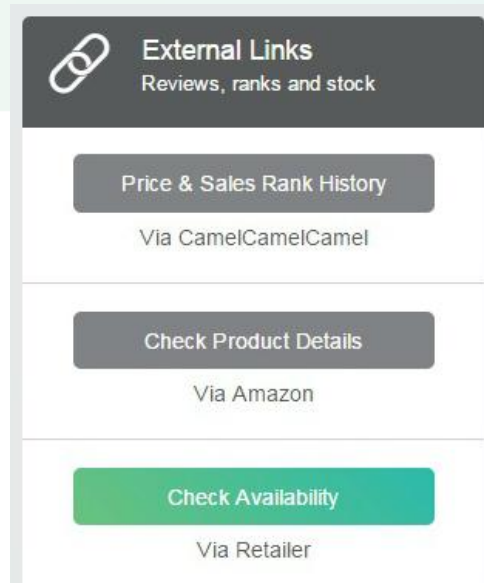 External Links
Reviews, ranks and stock
Price & Sales Rank History
Via CamelCamelCamel
Check Product Details
Via Amazon
Check Availability
Via Retailer